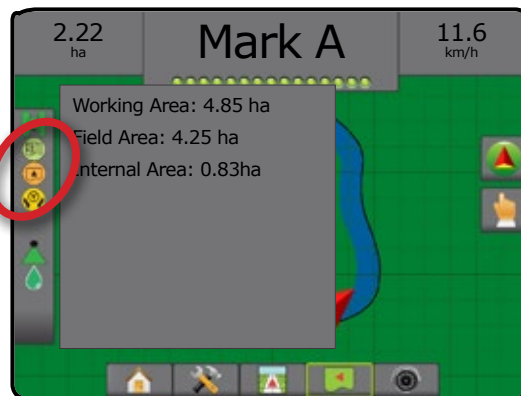 2.22
ha
Mark A
11.6
km/h
Working Area: 4.85 ha
Field Area: 4.25 ha
Internal Area: 0.83ha